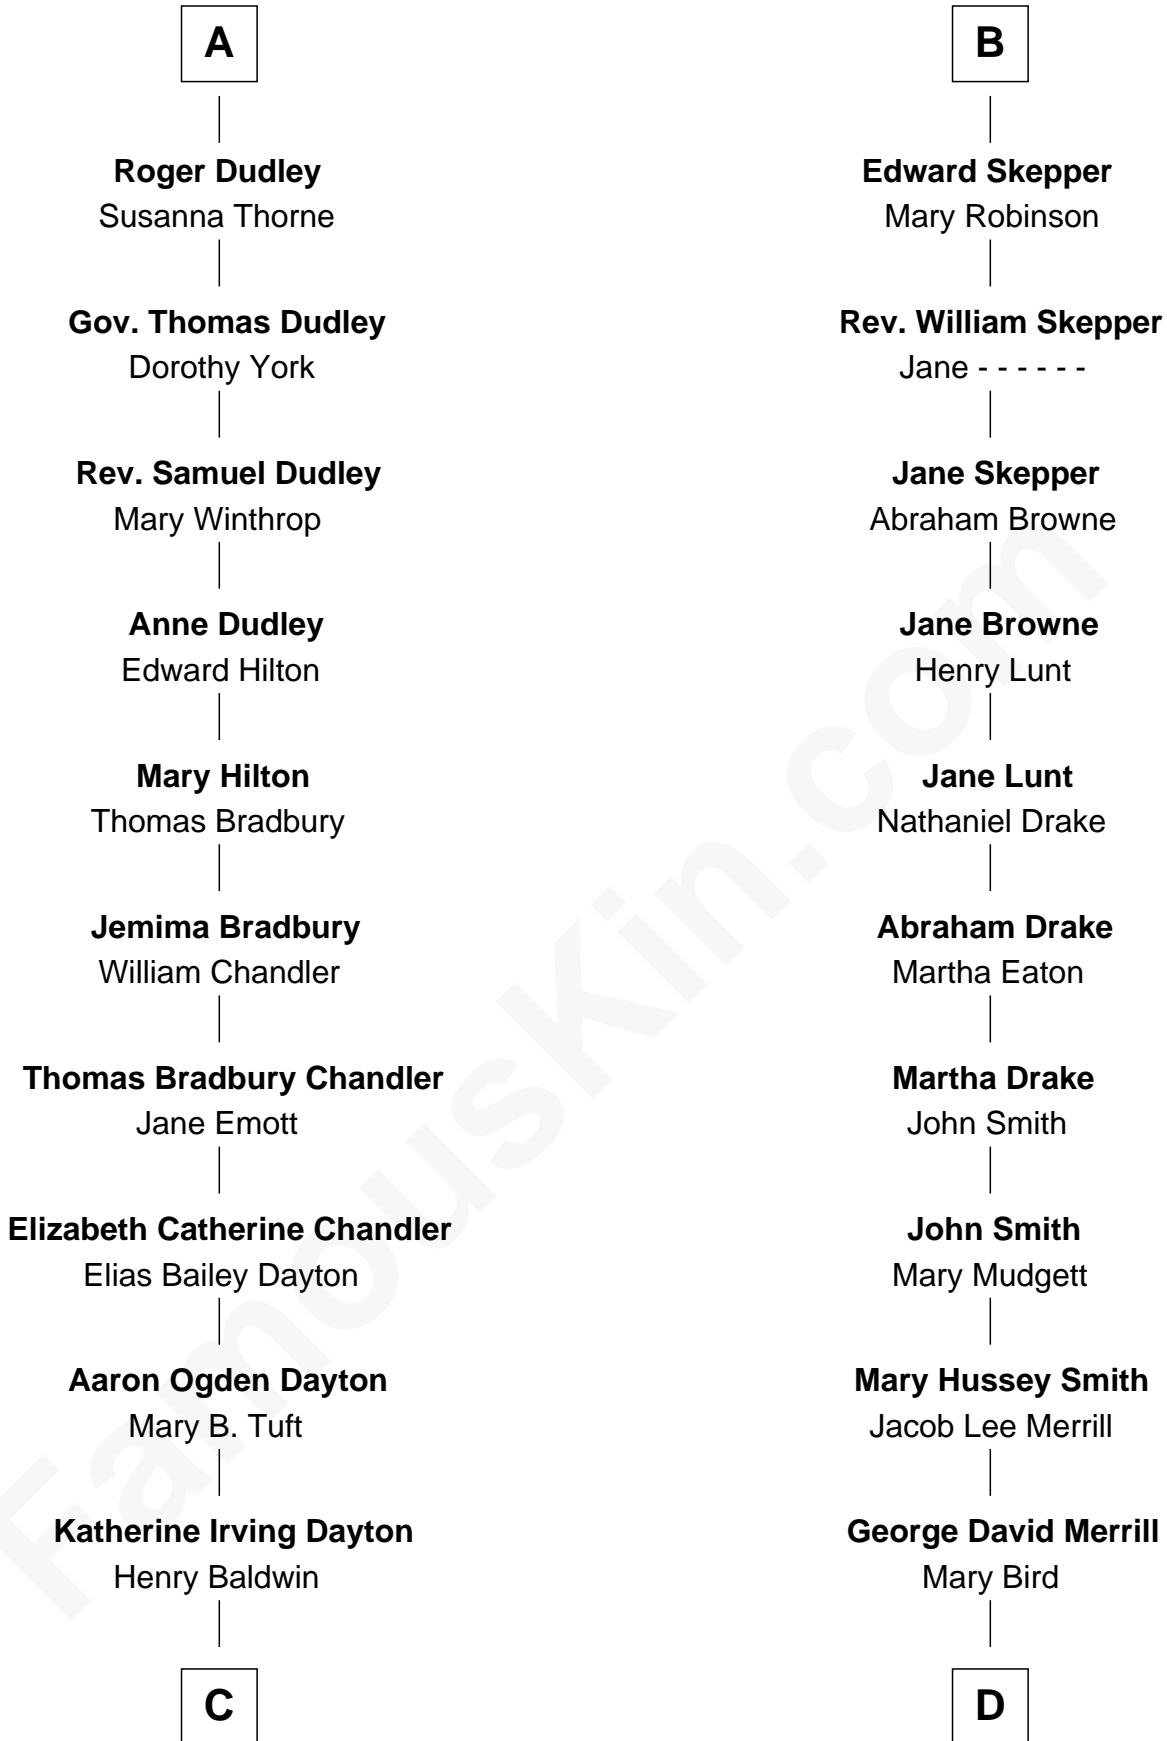 A
Roger Dudley
Susanna Thorne
Gov. Thomas Dudley
Dorothy York
Rev. Samuel Dudley
Mary Winthrop
Anne Dudley
Edward Hilton
Mary Hilton
Thomas Bradbury
Jemima Bradbury
William Chandler
Thomas Bradbury Chandler
Jane Emott
Elizabeth Catherine Chandler
Elias Bailey Dayton
Aaron Ogden Dayton
Mary B. Tuft
Katherine Irving Dayton
Henry Baldwin
C
B
Edward Skepper
Mary Robinson
Rev. William Skepper
Jane - - - - - -
Jane Skepper
Abraham Browne
Jane Browne
Henry Lunt
Jane Lunt
Nathaniel Drake
Abraham Drake
Martha Eaton
Martha Drake
John Smith
John Smith
Mary Mudgett
Mary Hussey Smith
Jacob Lee Merrill
George David Merrill
Mary Bird
D
FamousKin.com